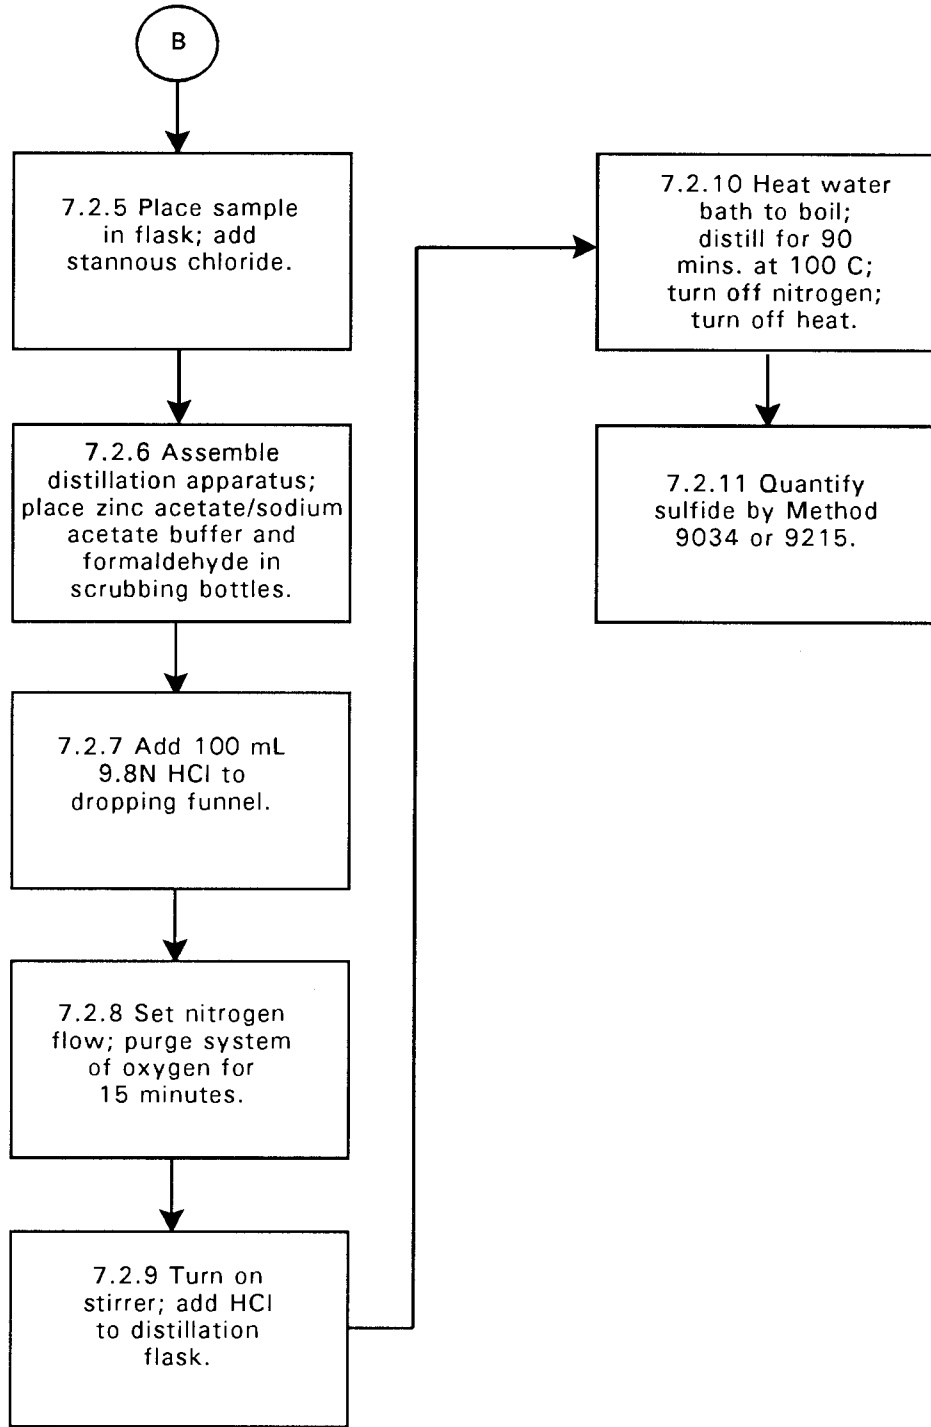 B
7.2.5 Place sample
in flask; add
stannous chloride.
7.2.6 Assemble
distillation apparatus;
place zinc acetate/sodium
acetate buffer and
formaldehyde in
scrubbing bottles.
7.2.7 Add 100 mL
9.8N HCl to
dropping funnel.
7.2.8 Set nitrogen
flow; purge system
of oxygen for
15 minutes.
7.2.9 Turn on
stirrer; add HCl
to distillation
flask.
7.2.10 Heat water
bath to boil;
distill for 90
mins. at 100 C;
turn off nitrogen;
turn off heat.
7.2.11 Quantify
sulfide by Method
9034 or 9215.